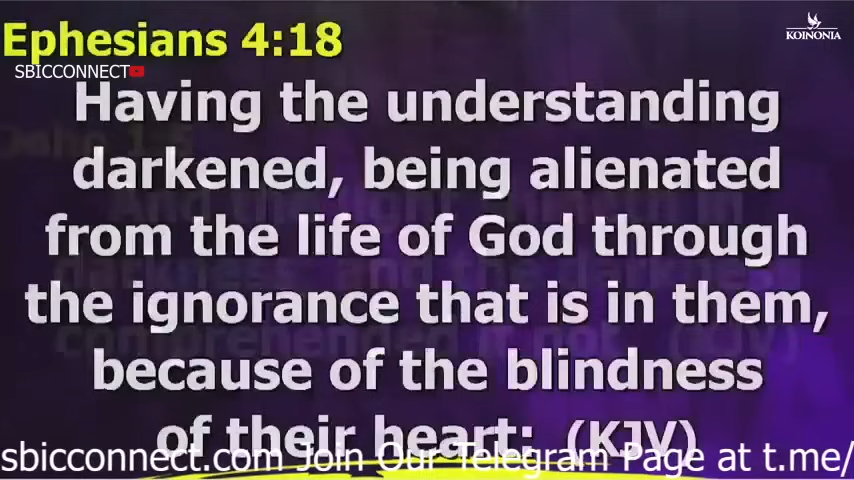 Ephesians 4:18
KOINONIA
SBICCONNECT
Having the understanding
darkened, being alienated
from the life of God through
the ignorance that is in them,
because of the blindness
of their heart: (KJV)
sbicconnect.com Join Our Telegram Page at t.me/